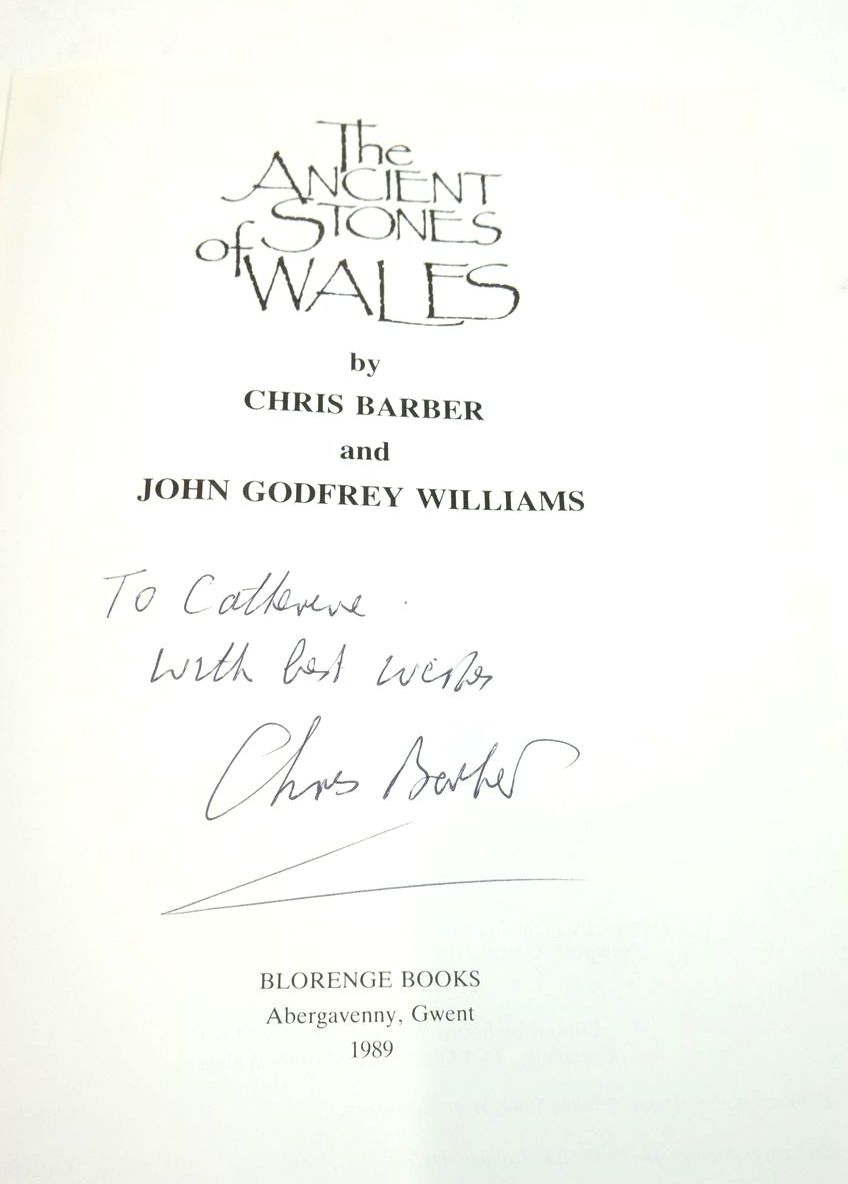 The
ANCIENT
STONES
of
WALES
by
CHRIS BARBER
and
JOHN GODFREY WILLIAMS
To Catherine
With best wishes
Chris Barber
BLORENGE BOOKS
Abergavenny, Gwent
1989